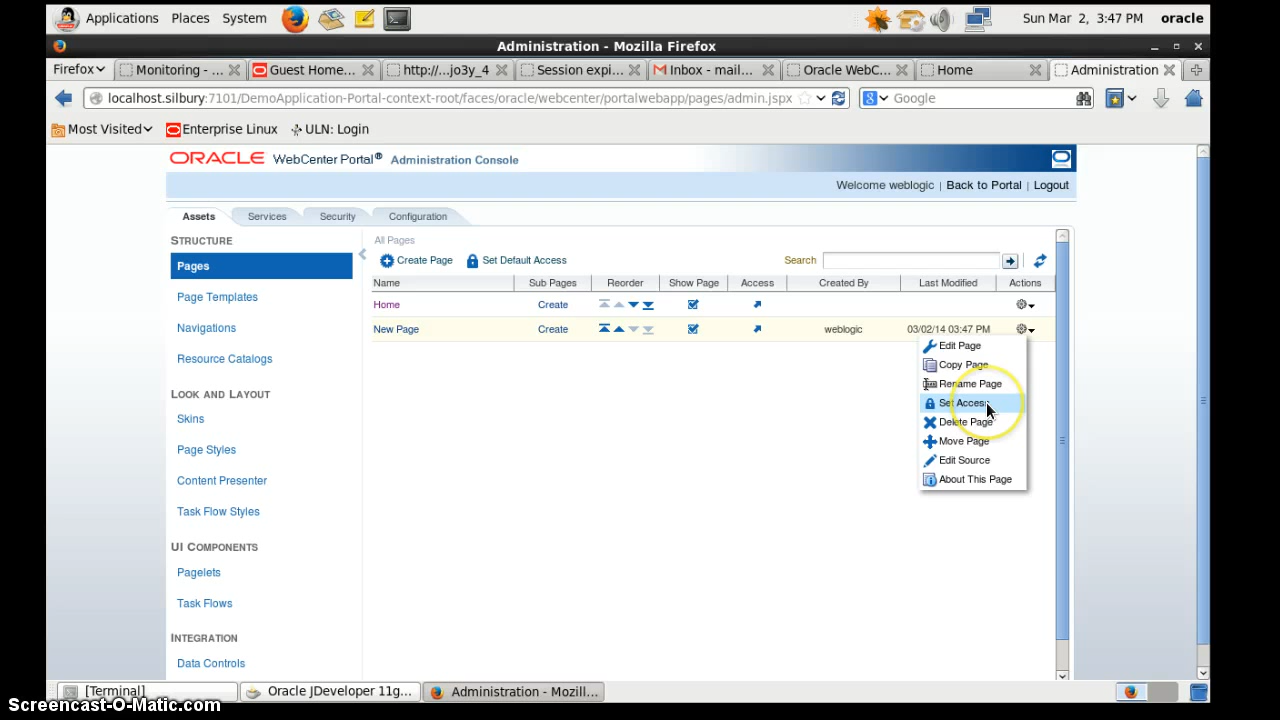 Applications Places System Sun Mar 2, 3:47 PM oracle
Administration - Mozilla Firefox
Firefox Monitoring - ... Guest Home... http://...jo3y_4 Session expi... Inbox - mail... Oracle WebC... Home Administration
localhost.silbury:7101/DemoApplication-Portal-context-root/faces/oracle/webcenter/portalwebapp/pages/admin.jspx Google
Most Visited Enterprise Linux ULN: Login
ORACLE WebCenter Portal® Administration Console
Welcome weblogic | Back to Portal | Logout
Assets Services Security Configuration
STRUCTURE
Pages
Page Templates
Navigations
Resource Catalogs
LOOK AND LAYOUT
Skins
Page Styles
Content Presenter
Task Flow Styles
UI COMPONENTS
Pagelets
Task Flows
INTEGRATION
Data Controls
All Pages
Create Page Set Default Access Search
Name Sub Pages Reorder Show Page Access Created By Last Modified Actions
Home Create
New Page Create weblogic 03/02/14 03:47 PM
Edit Page
Copy Page
Rename Page
Set Access
Delete Page
Move Page
Edit Source
About This Page
[Terminal] Oracle JDeveloper 11g... Administration - Mozill...
Screencast-O-Matic.com